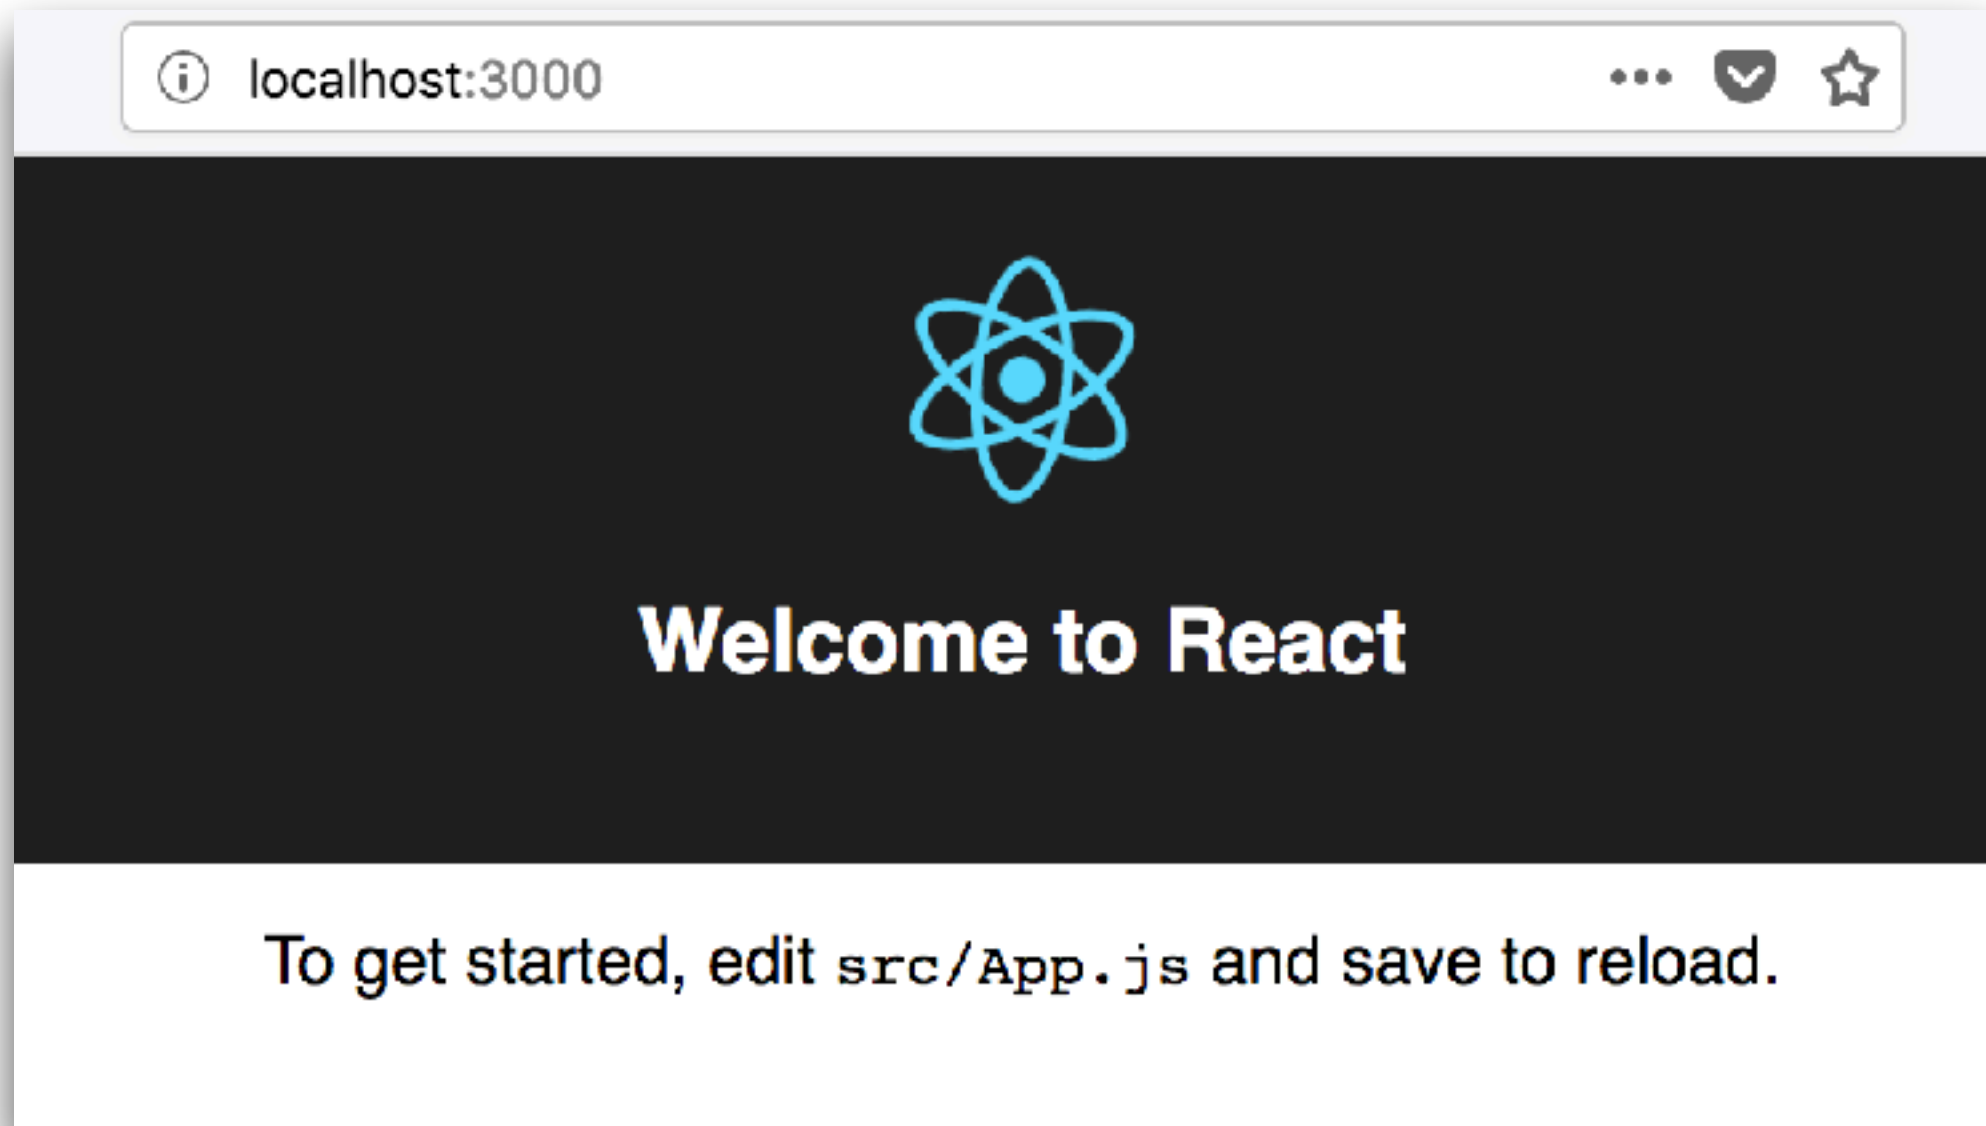 localhost:3000
Welcome to React
To get started, edit src/App.js and save to reload.